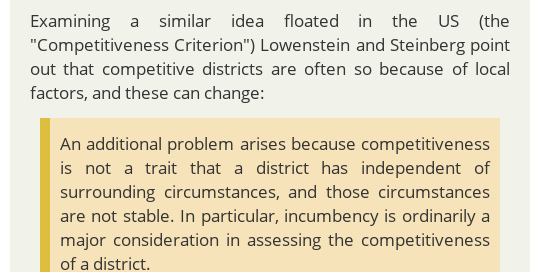 Examining a similar idea floated in the US (the
"Competitiveness Criterion") Lowenstein and Steinberg point
out that competitive districts are often so because of local
factors, and these can change:
An additional problem arises because competitiveness
is not a trait that a district has independent of
surrounding circumstances, and those circumstances
are not stable. In particular, incumbency is ordinarily a
major consideration in assessing the competitiveness
of a district.